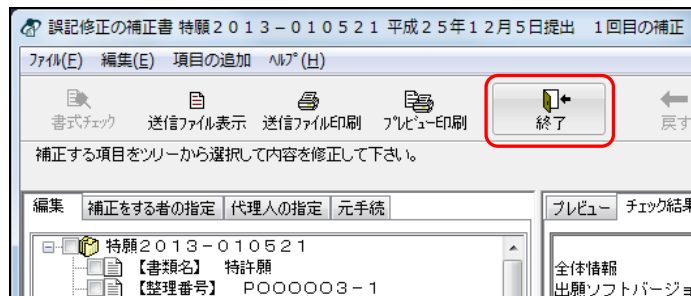 誤記修正の補正書 特願２０１３－０１０５２１ 平成２５年１２月５日提出　１回目の補正
ﾌｧｲﾙ(F)　編集(E)　項目の追加　ﾍﾙﾌﾟ(H)
書式ﾁｪｯｸ　送信ﾌｧｲﾙ表示　送信ﾌｧｲﾙ印刷　ﾌﾟﾚﾋﾞｭｰ印刷　終了　戻す
補正する項目をツリーから選択して内容を修正して下さい。
編集　補正をする者の指定　代理人の指定　元手続
特願２０１３－０１０５２１
【書類名】　特許願
【整理番号】　Ｐ０００００３－１
プレビュー　チェック結果
全体情報
出願ソフトバージョ